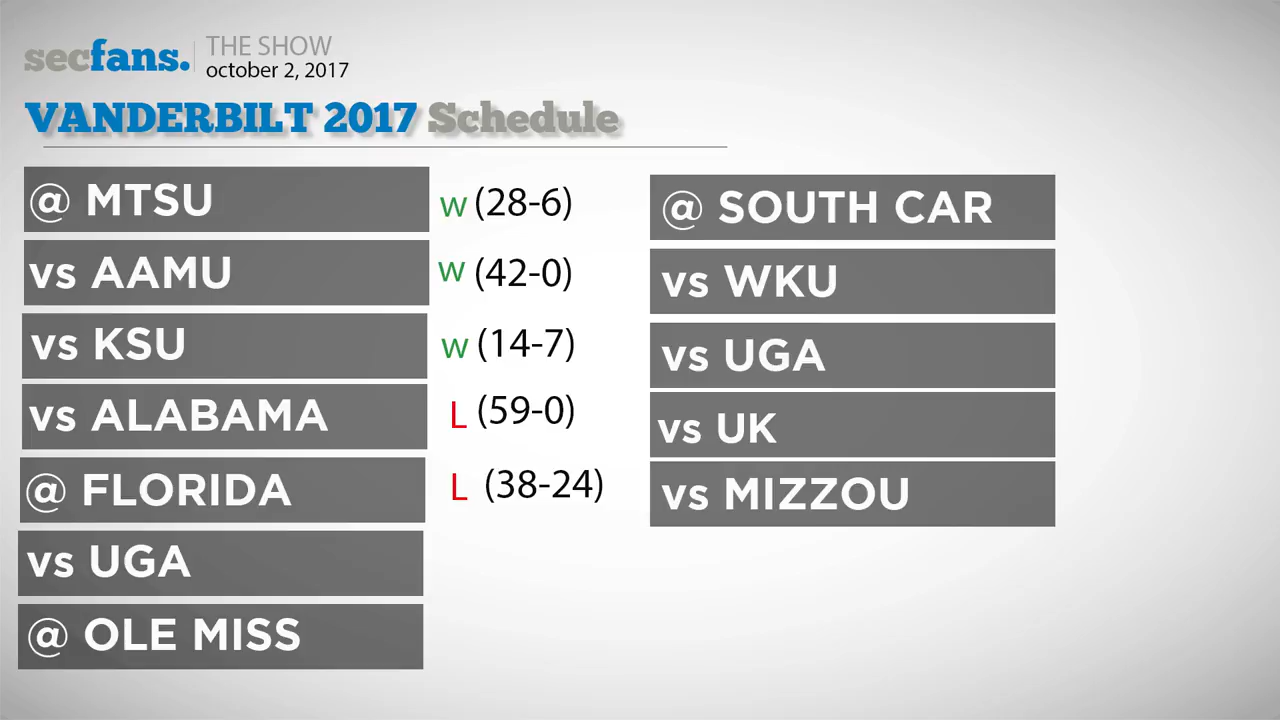 secfans. THE SHOW
october 2, 2017
VANDERBILT 2017 Schedule
@ MTSU W (28-6)
vs AAMU W (42-0)
vs KSU W (14-7)
vs ALABAMA L (59-0)
@ FLORIDA L (38-24)
vs UGA
@ OLE MISS
@ SOUTH CAR
vs WKU
vs UGA
vs UK
vs MIZZOU